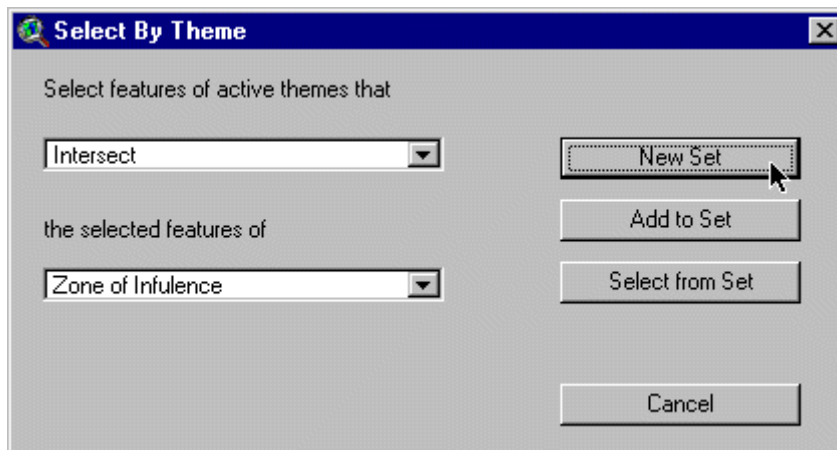 Select By Theme
Select features of active themes that
Intersect
New Set
the selected features of
Add to Set
Zone of Infulence
Select from Set
Cancel